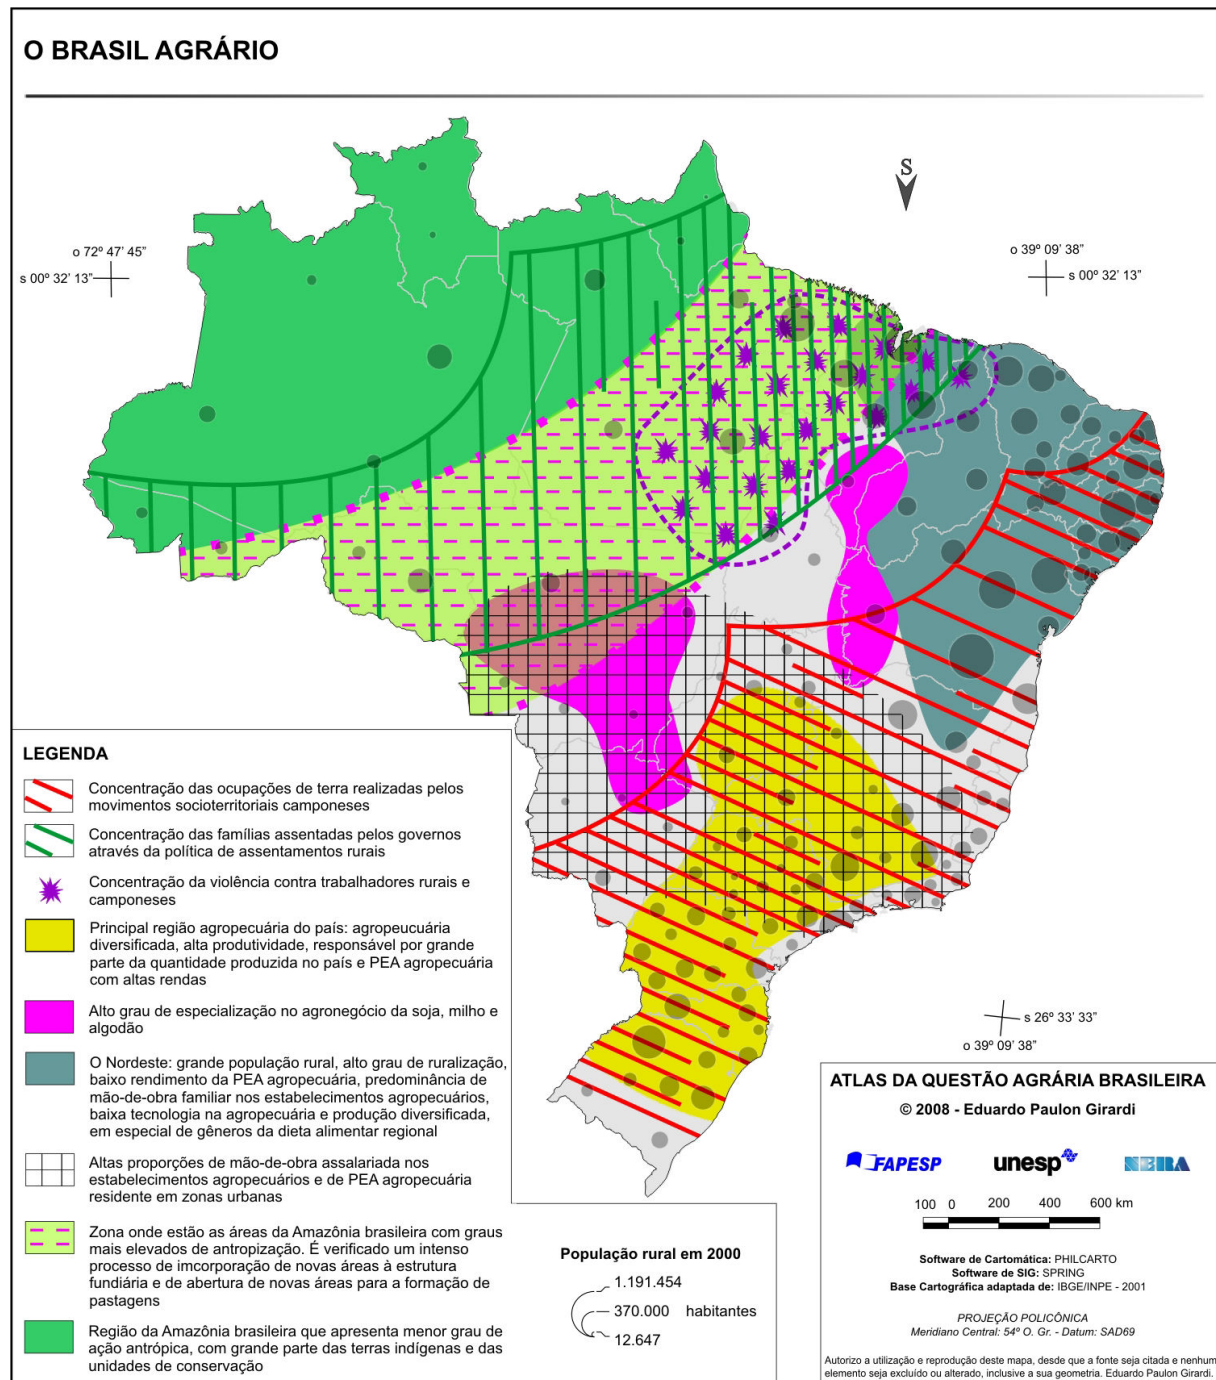 O BRASIL AGRÁRIO
S
o 72º 47' 45"
s 00º 32' 13"
o 39º 09' 38"
s 00º 32' 13"
LEGENDA
Concentração das ocupações de terra realizadas pelos
movimentos socioterritoriais camponeses
Concentração das famílias assentadas pelos governos
através da política de assentamentos rurais
Concentração da violência contra trabalhadores rurais e
camponeses
Principal região agropecuária do país: agropeucuária
diversificada, alta produtividade, responsável por grande
parte da quantidade produzida no país e PEA agropecuária
com altas rendas
Alto grau de especialização no agronegócio da soja, milho e
algodão
O Nordeste: grande população rural, alto grau de ruralização,
baixo rendimento da PEA agropecuária, predominância de
mão-de-obra familiar nos estabelecimentos agropecuários,
baixa tecnologia na agropecuária e produção diversificada,
em especial de gêneros da dieta alimentar regional
Altas proporções de mão-de-obra assalariada nos
estabelecimentos agropecuários e de PEA agropecuária
residente em zonas urbanas
Zona onde estão as áreas da Amazônia brasileira com graus
mais elevados de antropização. É verificado um intenso
processo de imcorporação de novas áreas à estrutura
fundiária e de abertura de novas áreas para a formação de
pastagens
Região da Amazônia brasileira que apresenta menor grau de
ação antrópica, com grande parte das terras indígenas e das
unidades de conservação
População rural em 2000
1.191.454
370.000 habitantes
12.647
s 26º 33' 33"
o 39º 09' 38"
ATLAS DA QUESTÃO AGRÁRIA BRASILEIRA
© 2008 - Eduardo Paulon Girardi
FAPESP unesp NERA
100 0 200 400 600 km
Software de Cartomática: PHILCARTO
Software de SIG: SPRING
Base Cartográfica adaptada de: IBGE/INPE - 2001
PROJEÇÃO POLICÔNICA
Meridiano Central: 54º O. Gr. - Datum: SAD69
Autorizo a utilização e reprodução deste mapa, desde que a fonte seja citada e nenhum
elemento seja excluído ou alterado, inclusive a sua geometria. Eduardo Paulon Girardi.